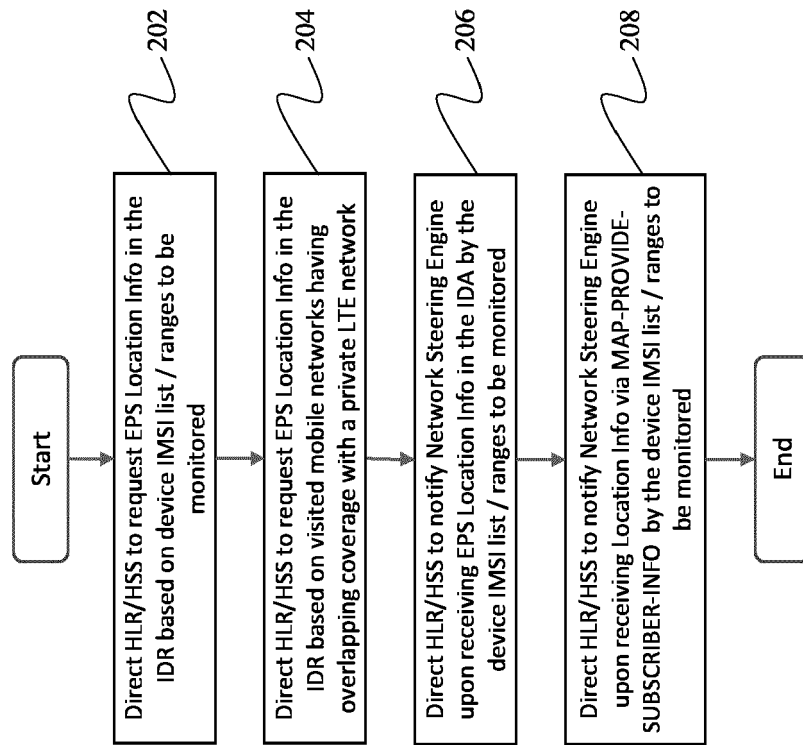 Start
Direct HLR/HSS to request EPS Location Info in the
IDR based on device IMSI list / ranges to be
monitored
202
Direct HLR/HSS to request EPS Location Info in the
IDR based on visited mobile networks having
overlapping coverage with a private LTE network
204
Direct HLR/HSS to notify Network Steering Engine
upon receiving EPS Location Info in the IDA by the
device IMSI list / ranges to be monitored
206
Direct HLR/HSS to notify Network Steering Engine
upon receiving Location Info via MAP-PROVIDE-
SUBSCRIBER-INFO by the device IMSI list / ranges to
be monitored
208
End